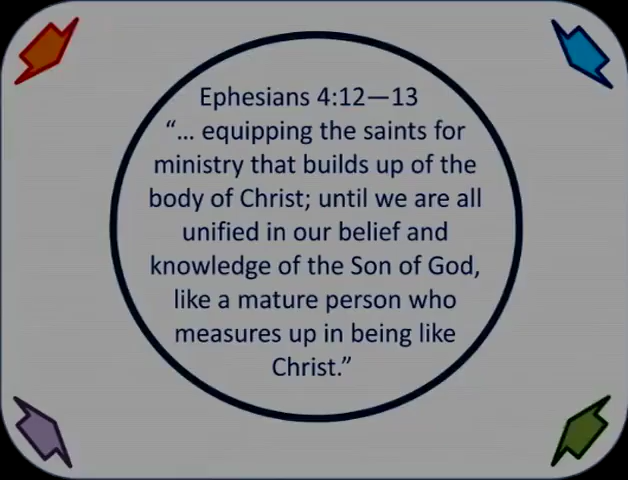 Ephesians 4:12—13
“... equipping the saints for
ministry that builds up of the
body of Christ; until we are all
unified in our belief and
knowledge of the Son of God,
like a mature person who
measures up in being like
Christ.”